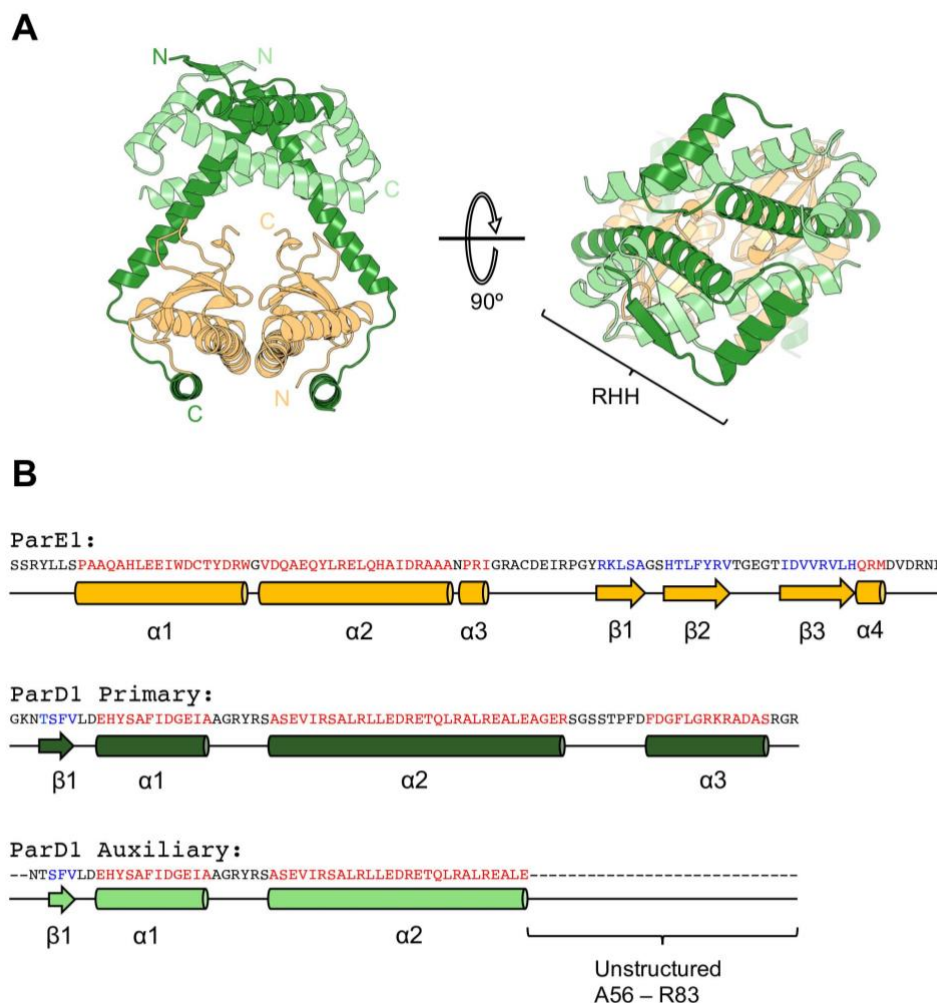 A
N
N
C
C
C
N
90º
RHH
B
ParE1:
SSRYLLSPAAQAHLEEIWDCTYDRWGVDQAEQYLRELQHAIDRAAANPRIGRACDEIRPGYRKLSAGSHTLFYRVTGEGTIDVVRVLHQRMDVDRNL
α1 α2 α3 β1 β2 β3 α4
ParD1 Primary:
GKNTSFVLDEHYSAFIDGEIAAGRYRSASEVIRSALRLLEDRETQLRALREALEAGERSGSSTPFDFDGFLGRKRADASRGR
β1 α1 α2 α3
ParD1 Auxiliary:
--NTSFVLDEHYSAFIDGEIAAGRYRSASEVIRSALRLLEDRETQLRALREALE----------------------------
β1 α1 α2
Unstructured
A56 – R83